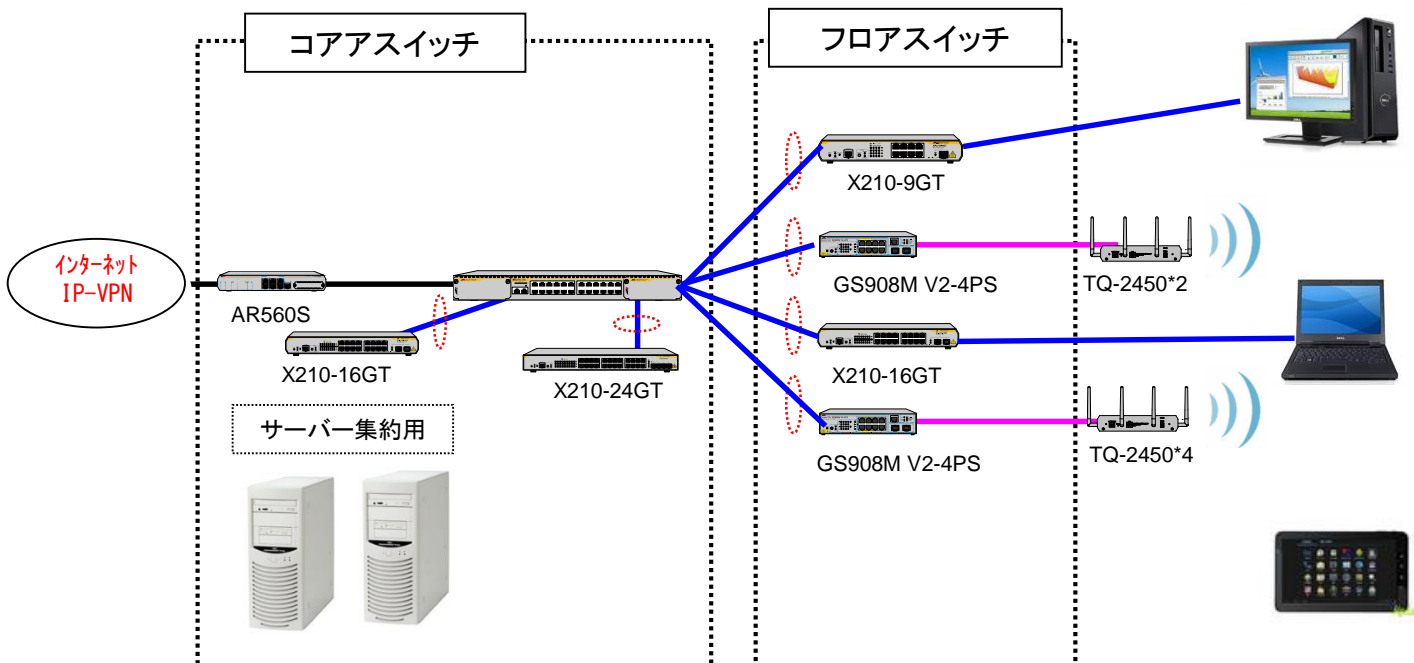 コアアスイッチ
フロアスイッチ
インターネット
IP-VPN
AR560S
X210-16GT
X210-24GT
サーバー集約用
X210-9GT
GS908M V2-4PS
TQ-2450*2
X210-16GT
GS908M V2-4PS
TQ-2450*4